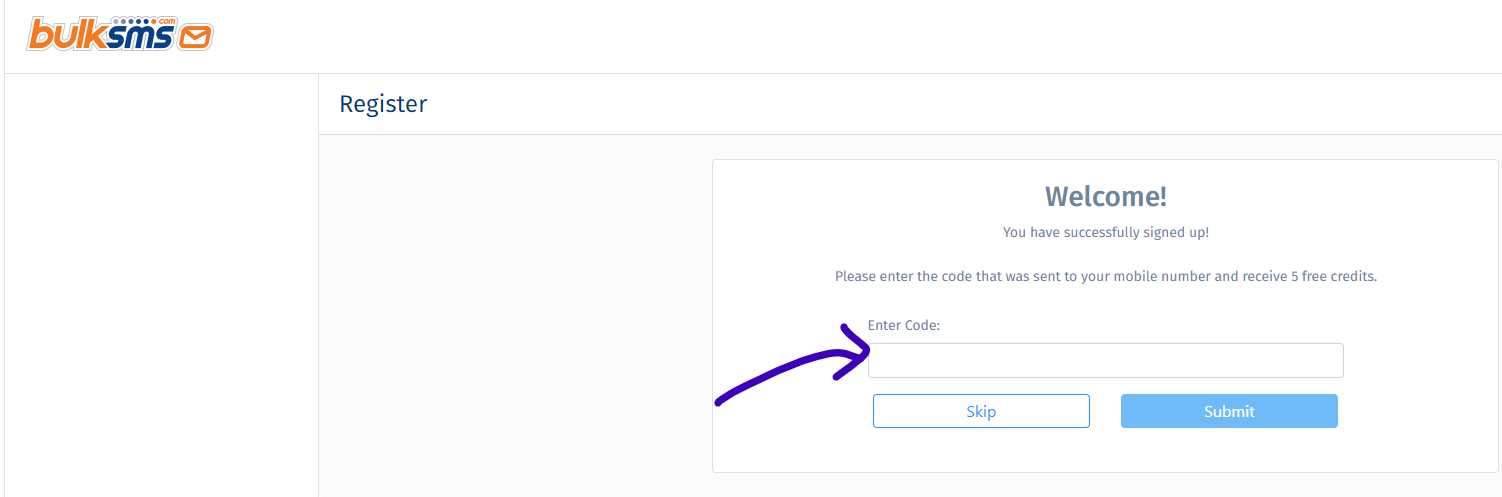 bulksms.com
Register
Welcome!
You have successfully signed up!
Please enter the code that was sent to your mobile number and receive 5 free credits.
Enter Code:
Skip
Submit